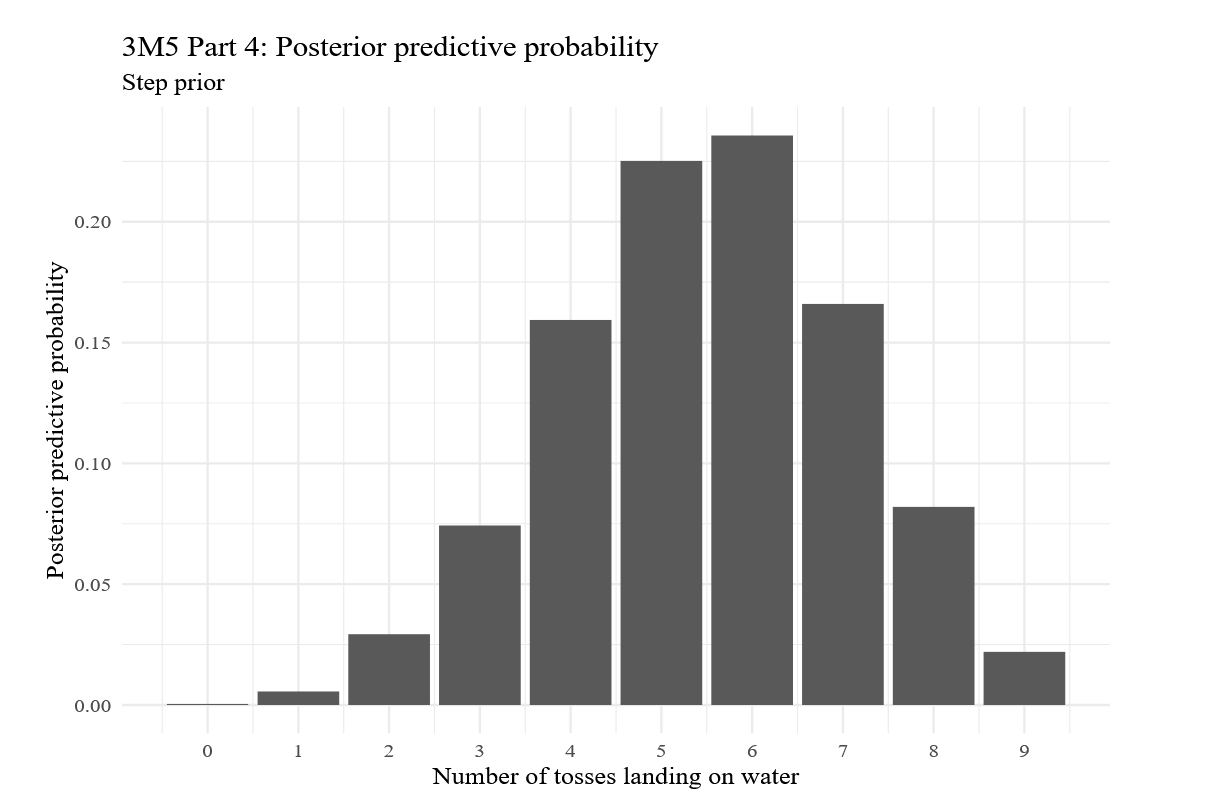 3M5 Part 4: Posterior predictive probability
Step prior
Posterior predictive probability
0.20
0.15
0.10
0.05
0.00
0 1 2 3 4 5 6 7 8 9
Number of tosses landing on water